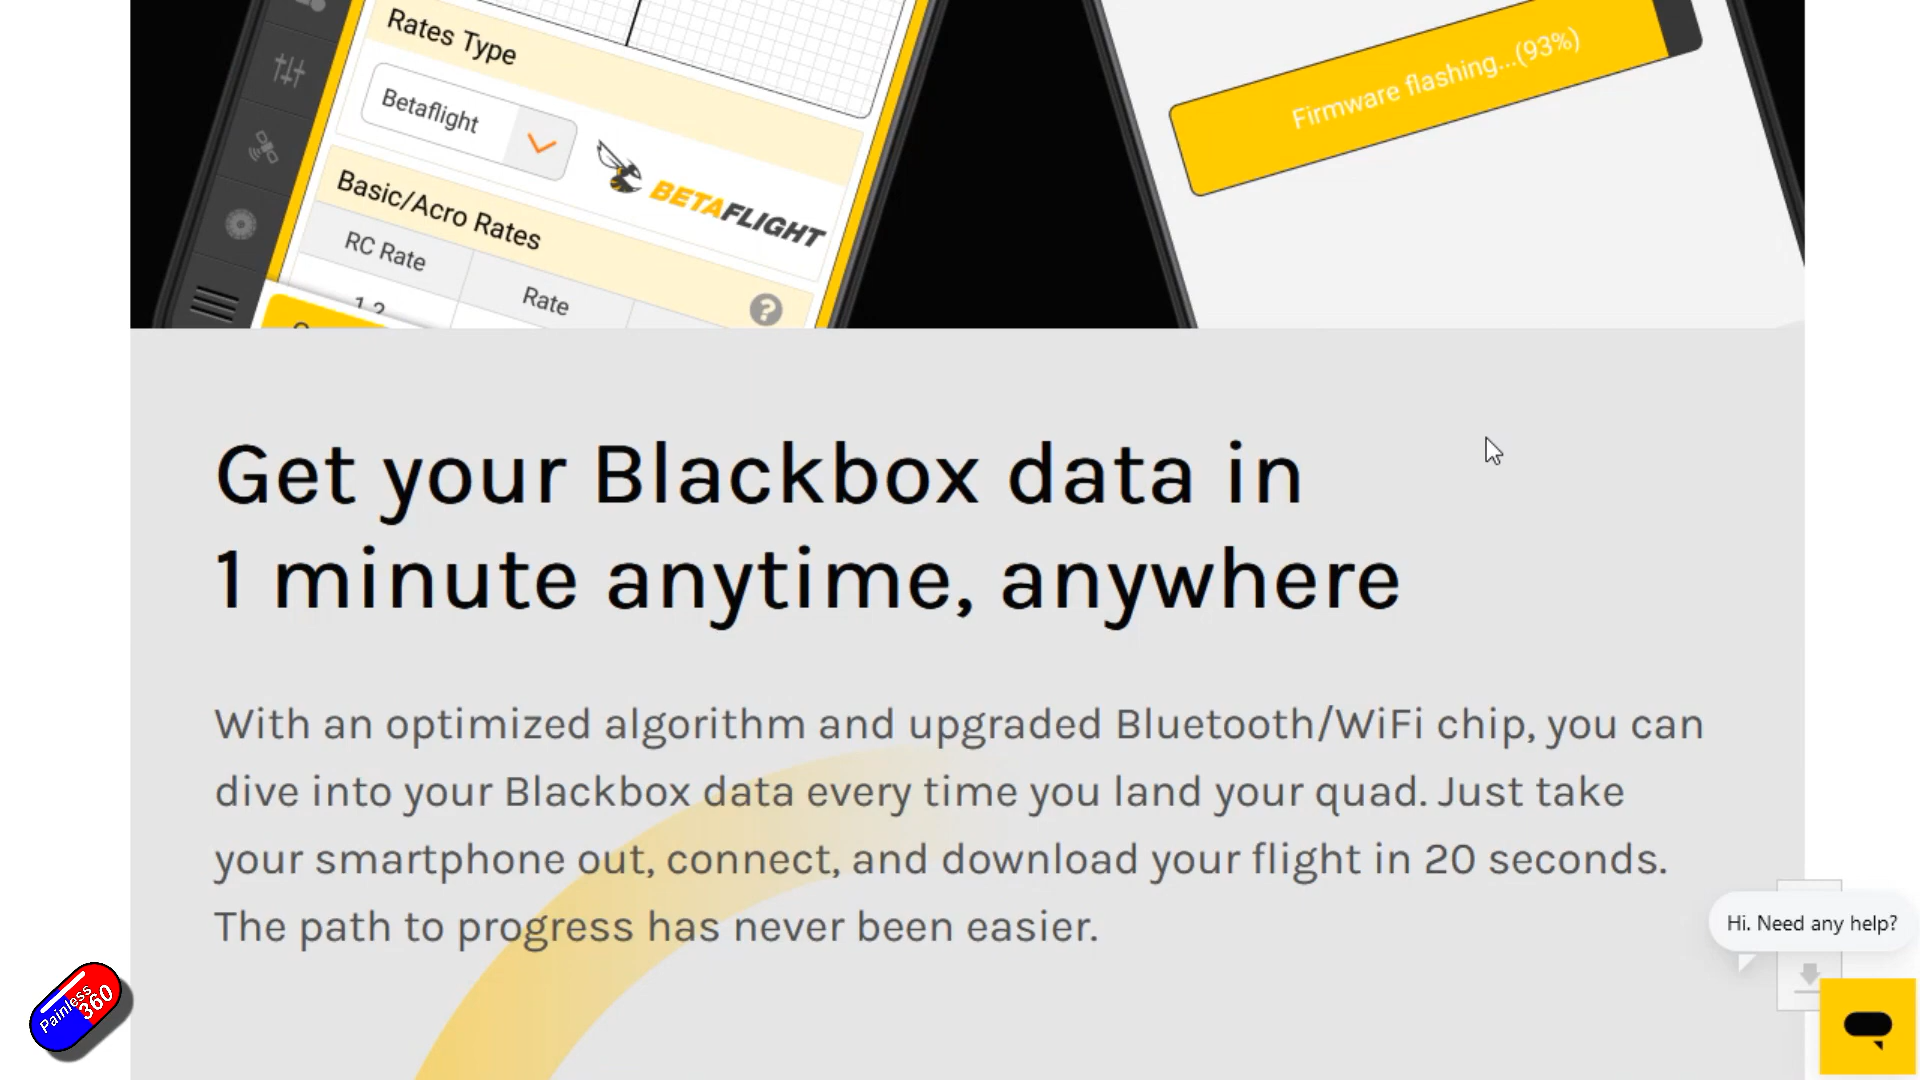 Rates Type
Betaflight
BETAFLIGHT
Basic/Acro Rates
RC Rate
Rate
Firmware flashing...(93%)
Get your Blackbox data in
1 minute anytime, anywhere
With an optimized algorithm and upgraded Bluetooth/WiFi chip, you can
dive into your Blackbox data every time you land your quad. Just take
your smartphone out, connect, and download your flight in 20 seconds.
The path to progress has never been easier.
Hi. Need any help?
Painless
360